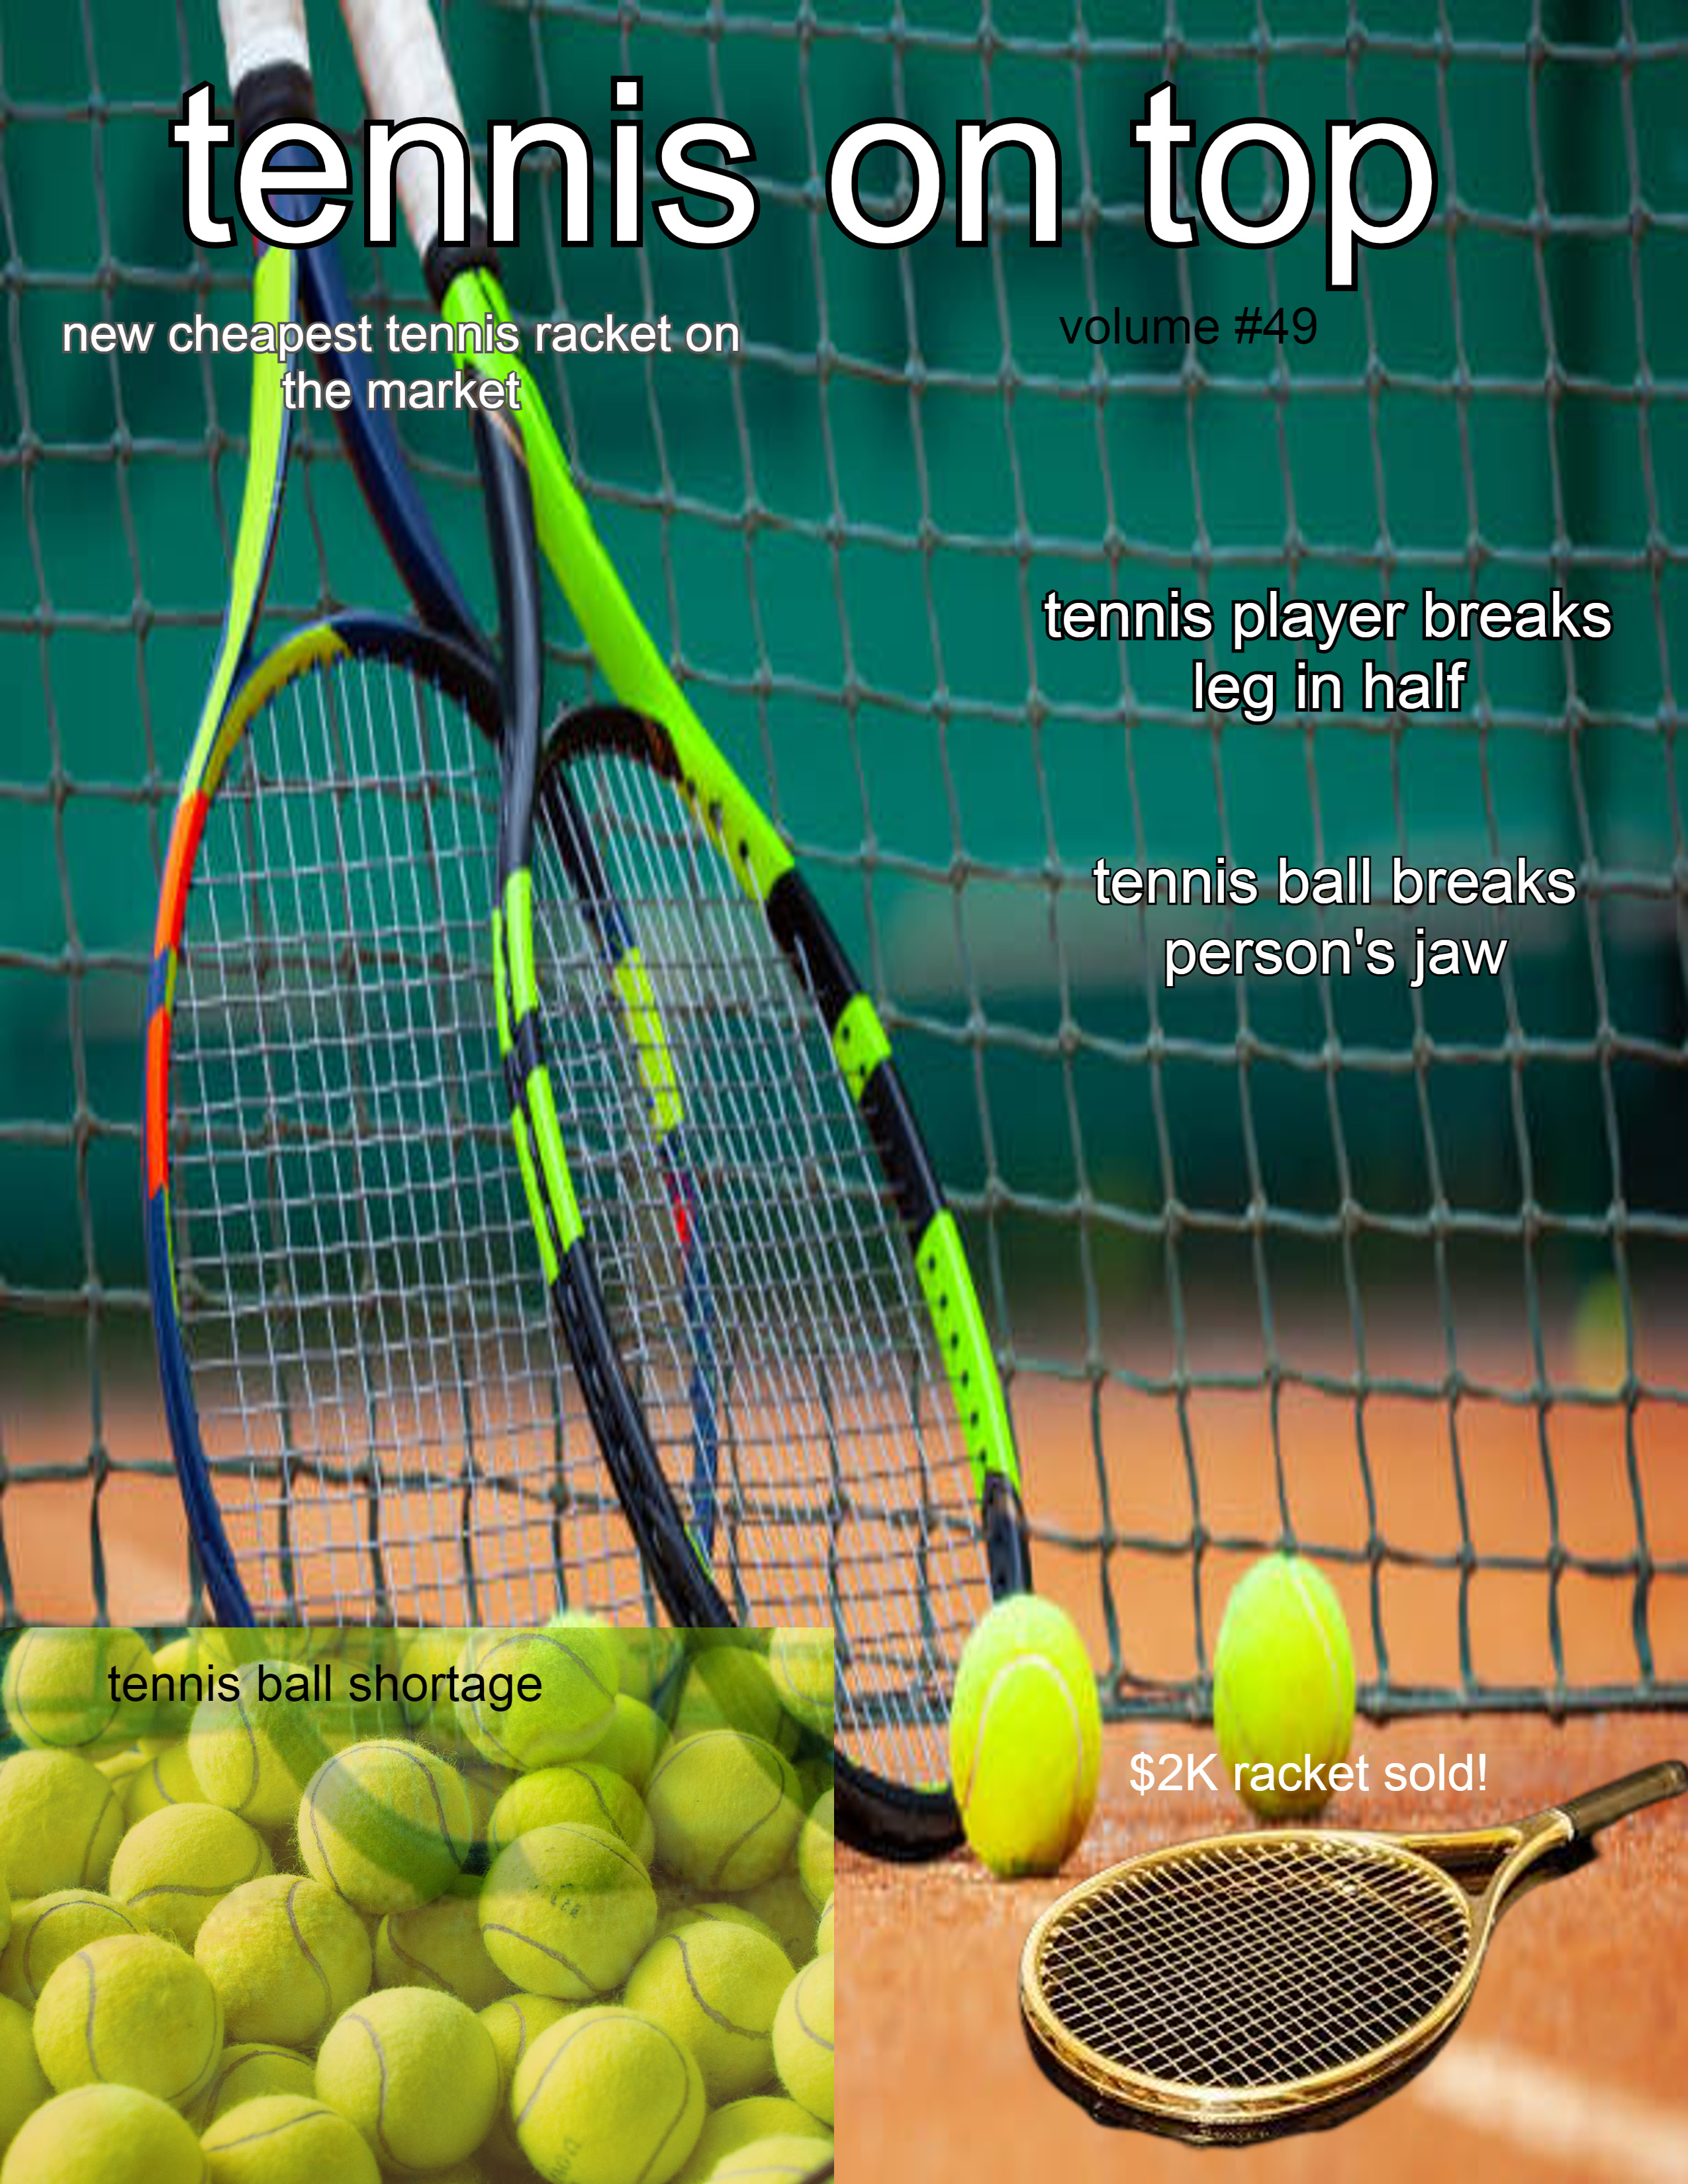 tennis on top
new cheapest tennis racket on
the market
volume #49
tennis player breaks
leg in half
tennis ball breaks
person's jaw
tennis ball shortage
$2K racket sold!